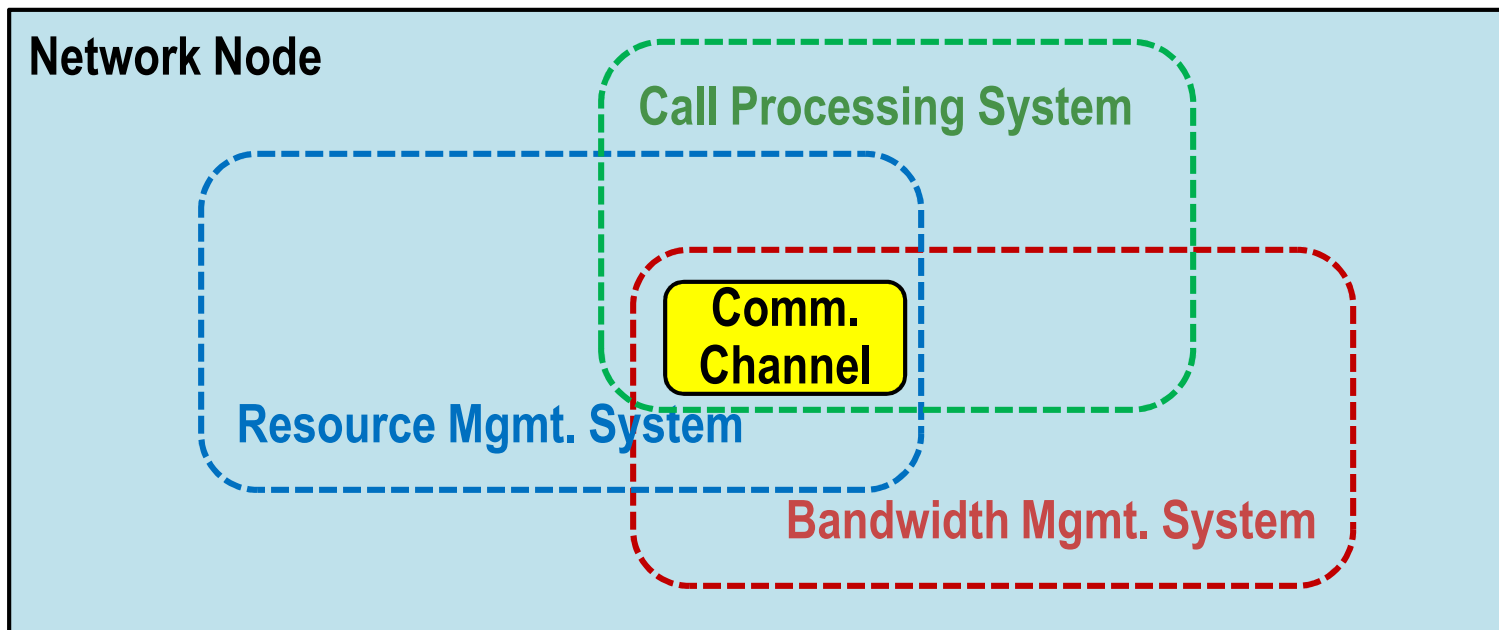 Network Node
Call Processing System
Comm.
Channel
Resource Mgmt. System
Bandwidth Mgmt. System